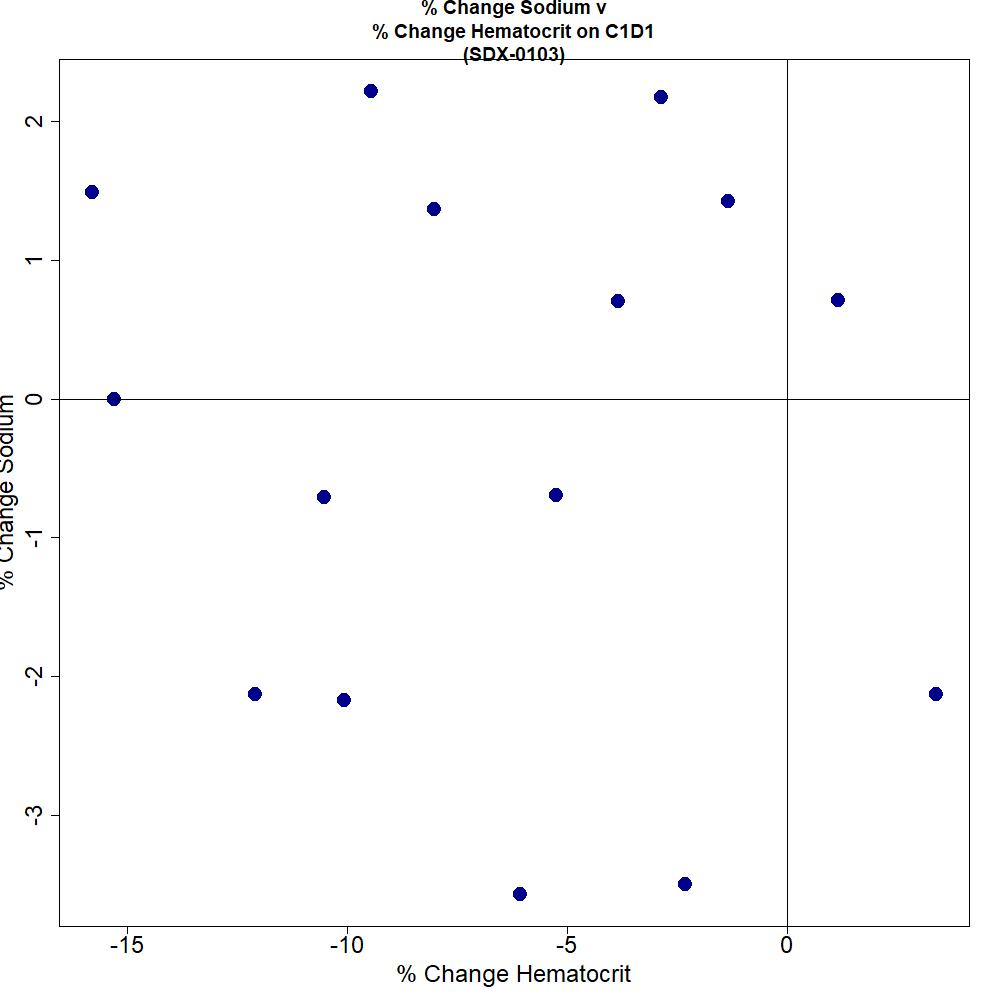 % Change Sodium v
% Change Hematocrit on C1D1
(SDX-0103)
2
1
0
-1
-2
-3
% Change Sodium
-15
-10
-5
0
% Change Hematocrit